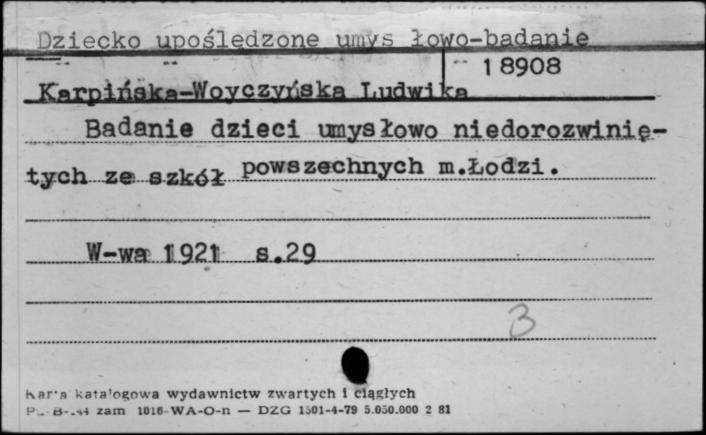 Dziecko upośledzone umysłowo-badanie
18908
Karpińska-Woyczyńska Ludwika
Badanie dzieci umysłowo niedorozwinię-
tych ze szkół powszechnych m.Łodzi.
W-wa 1921 s.29
3
Karta katalogowa wydawnictw zwartych i ciągłych
zam 1016-WA-O-n — DZG 1501-4-79 5.050.000 2 81